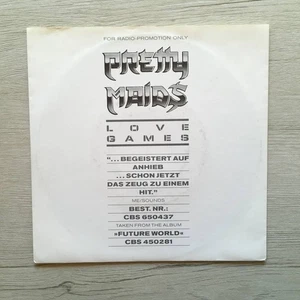 FOR RADIO-PROMOTION ONLY
PRETTY
MAIDS
LOVE
GAMES
"... BEGEISTERT AUF
ANHIEB
... SCHON JETZT
DAS ZEUG ZU EINEM
HIT."
ME/SOUNDS
BEST. NR.:
CBS 650437
TAKEN FROM THE ALBUM
»FUTURE WORLD«
CBS 450281